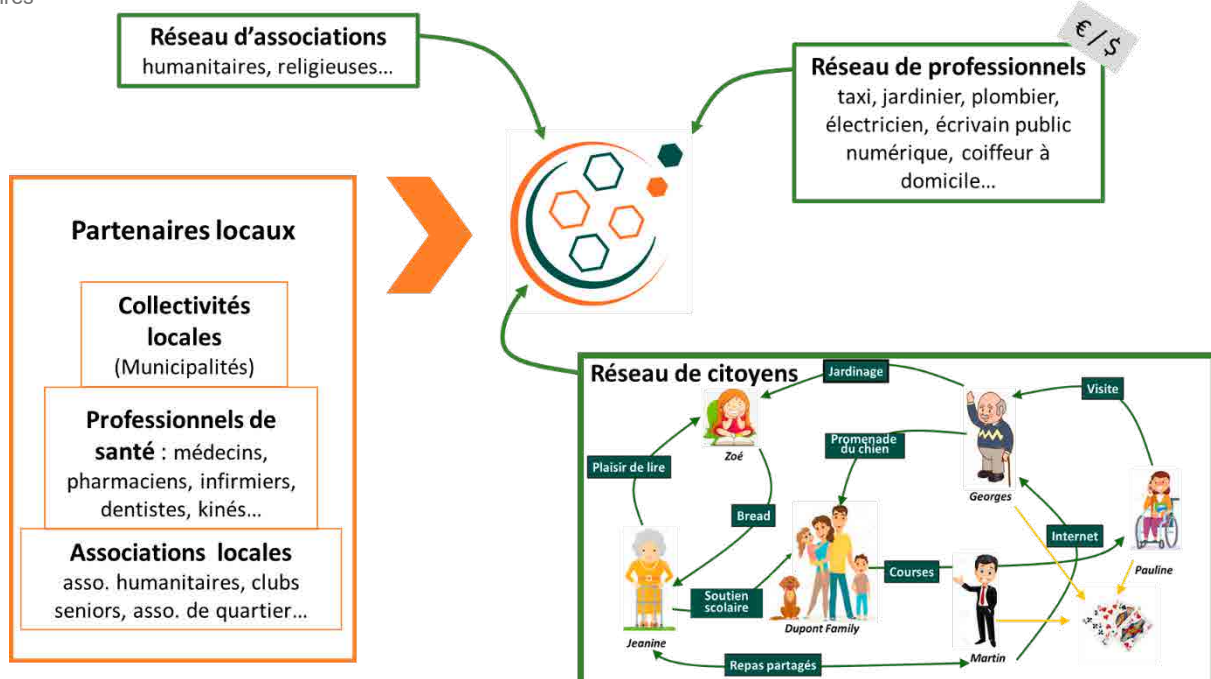 Réseau d'associations
humanitaires, religieuses...
€/$
Réseau de professionnels
taxi, jardinier, plombier,
électricien, écrivain public
numérique, coiffeur à
domicile...
Partenaires locaux
Collectivités
locales
(Municipalités)
Professionnels de
santé : médecins,
pharmaciens, infirmiers,
dentistes, kinés...
Associations locales
asso. humanitaires, clubs
seniors, asso. de quartier...
Réseau de citoyens
Jardinage
Visite
Zoé
Promenade
du chien
Plaisir de lire
Georges
Bread
Internet
Pauline
Courses
Soutien
scolaire
Jeanine
Dupont Family
Martin
Repas partagés